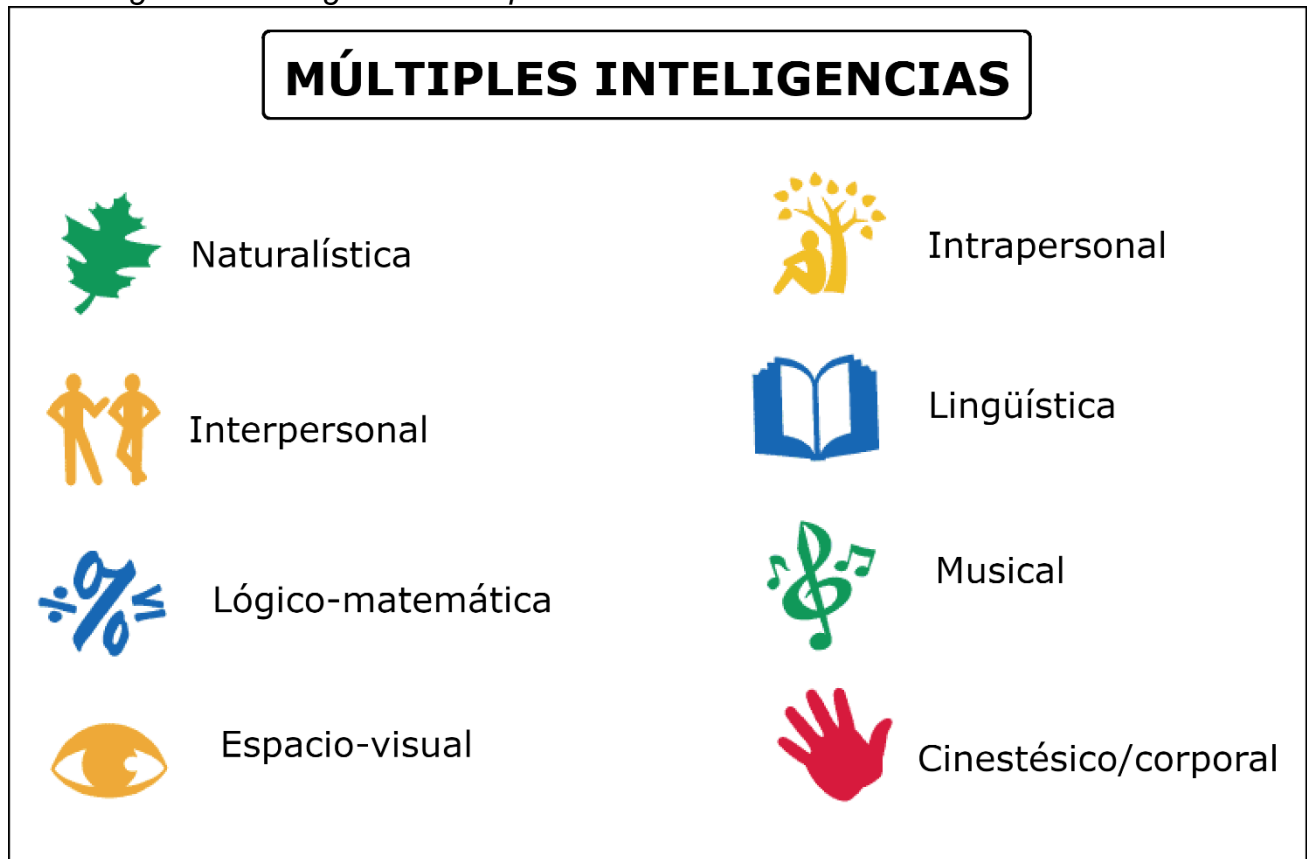 MÚLTIPLES INTELIGENCIAS
Naturalística
Intrapersonal
Interpersonal
Lingüística
Lógico-matemática
Musical
Espacio-visual
Cinestésico/corporal